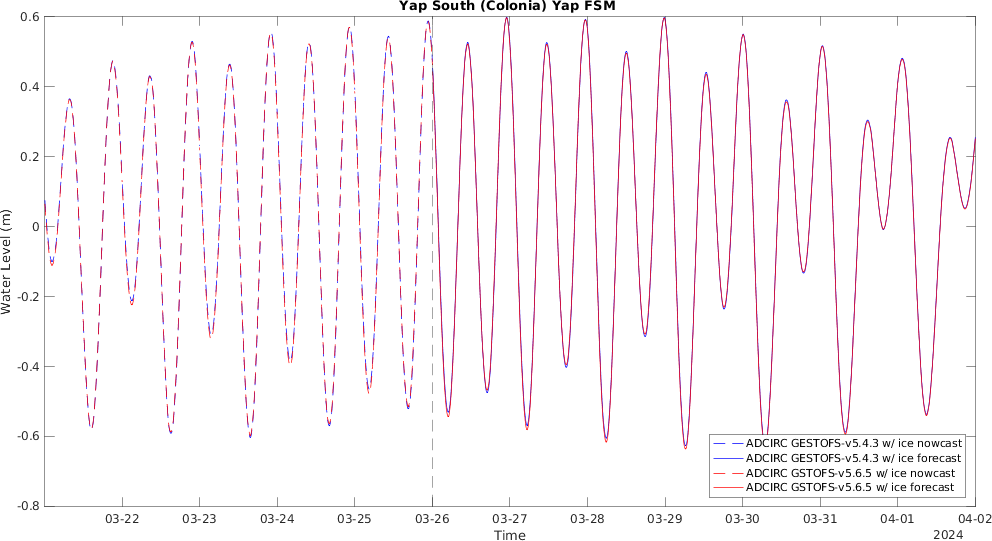 Yap South (Colonia) Yap FSM
0.6
0.4
0.2
0
-0.2
-0.4
-0.6
-0.8
Water Level (m)
ADCIRC GESTOFS-v5.4.3 w/ ice nowcast
ADCIRC GESTOFS-v5.4.3 w/ ice forecast
ADCIRC GSTOFS-v5.6.5 w/ ice nowcast
ADCIRC GSTOFS-v5.6.5 w/ ice forecast
03-22 03-23 03-24 03-25 03-26 03-27 03-28 03-29 03-30 03-31 04-01 04-02
Time
2024